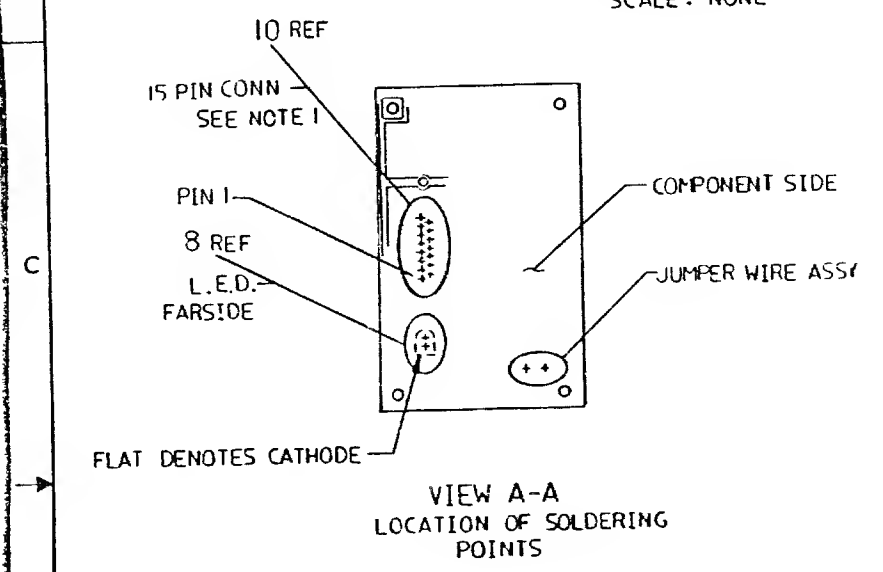 SCALE: NONE
10 REF
15 PIN CONN
SEE NOTE 1
PIN 1
8 REF
L.E.D.
FARSIDE
FLAT DENOTES CATHODE
COMPONENT SIDE
JUMPER WIRE ASSY
C
VIEW A-A
LOCATION OF SOLDERING
POINTS